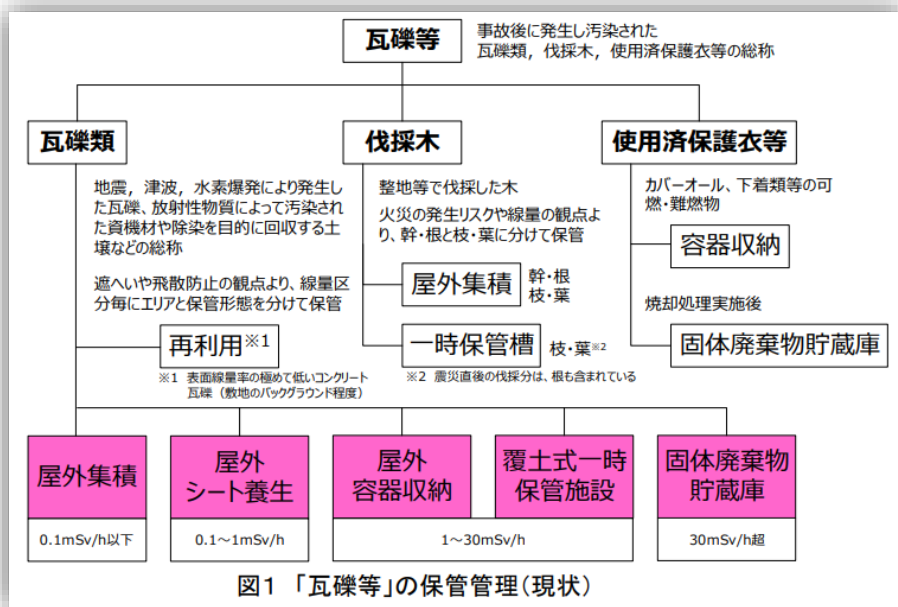 瓦礫等
事故後に発生し汚染された
瓦礫類，伐採木，使用済保護衣等の総称
瓦礫類
地震，津波，水素爆発により発生し
た瓦礫、放射性物質によって汚染され
た資機材や除染を目的に回収する土
壌などの総称
遮へいや飛散防止の観点より、線量区
分毎にエリアと保管形態を分けて保管
再利用※1
※1 表面線量率の極めて低いコンクリート
瓦礫（敷地のバックグラウンド程度）
伐採木
整地等で伐採した木
火災の発生リスクや線量の観点よ
り、幹・根と枝・葉に分けて保管
屋外集積
幹・根
枝・葉
一時保管槽
枝・葉※2
※2 震災直後の伐採分は、根も含まれている
使用済保護衣等
カバーオール、下着類等の可
燃・難燃物
容器収納
焼却処理実施後
固体廃棄物貯蔵庫
屋外集積
0.1mSv/h以下
屋外
シート養生
0.1～1mSv/h
屋外
容器収納
覆土式一時
保管施設
1～30mSv/h
固体廃棄物
貯蔵庫
30mSv/h超
図1 「瓦礫等」の保管管理(現状)